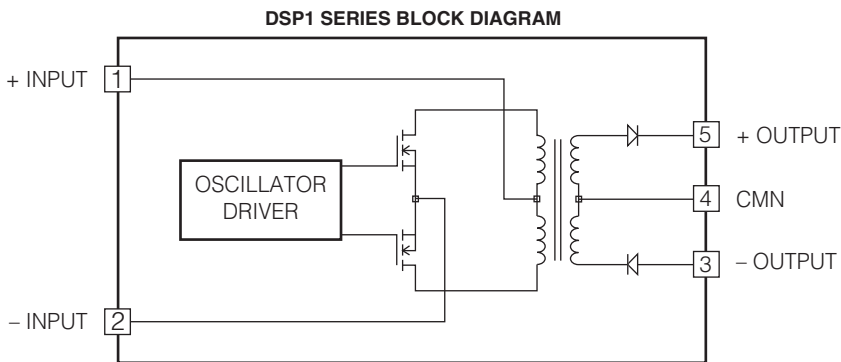 DSP1 SERIES BLOCK DIAGRAM
+ INPUT 1
5 + OUTPUT
OSCILLATOR
DRIVER
4 CMN
3 – OUTPUT
– INPUT 2